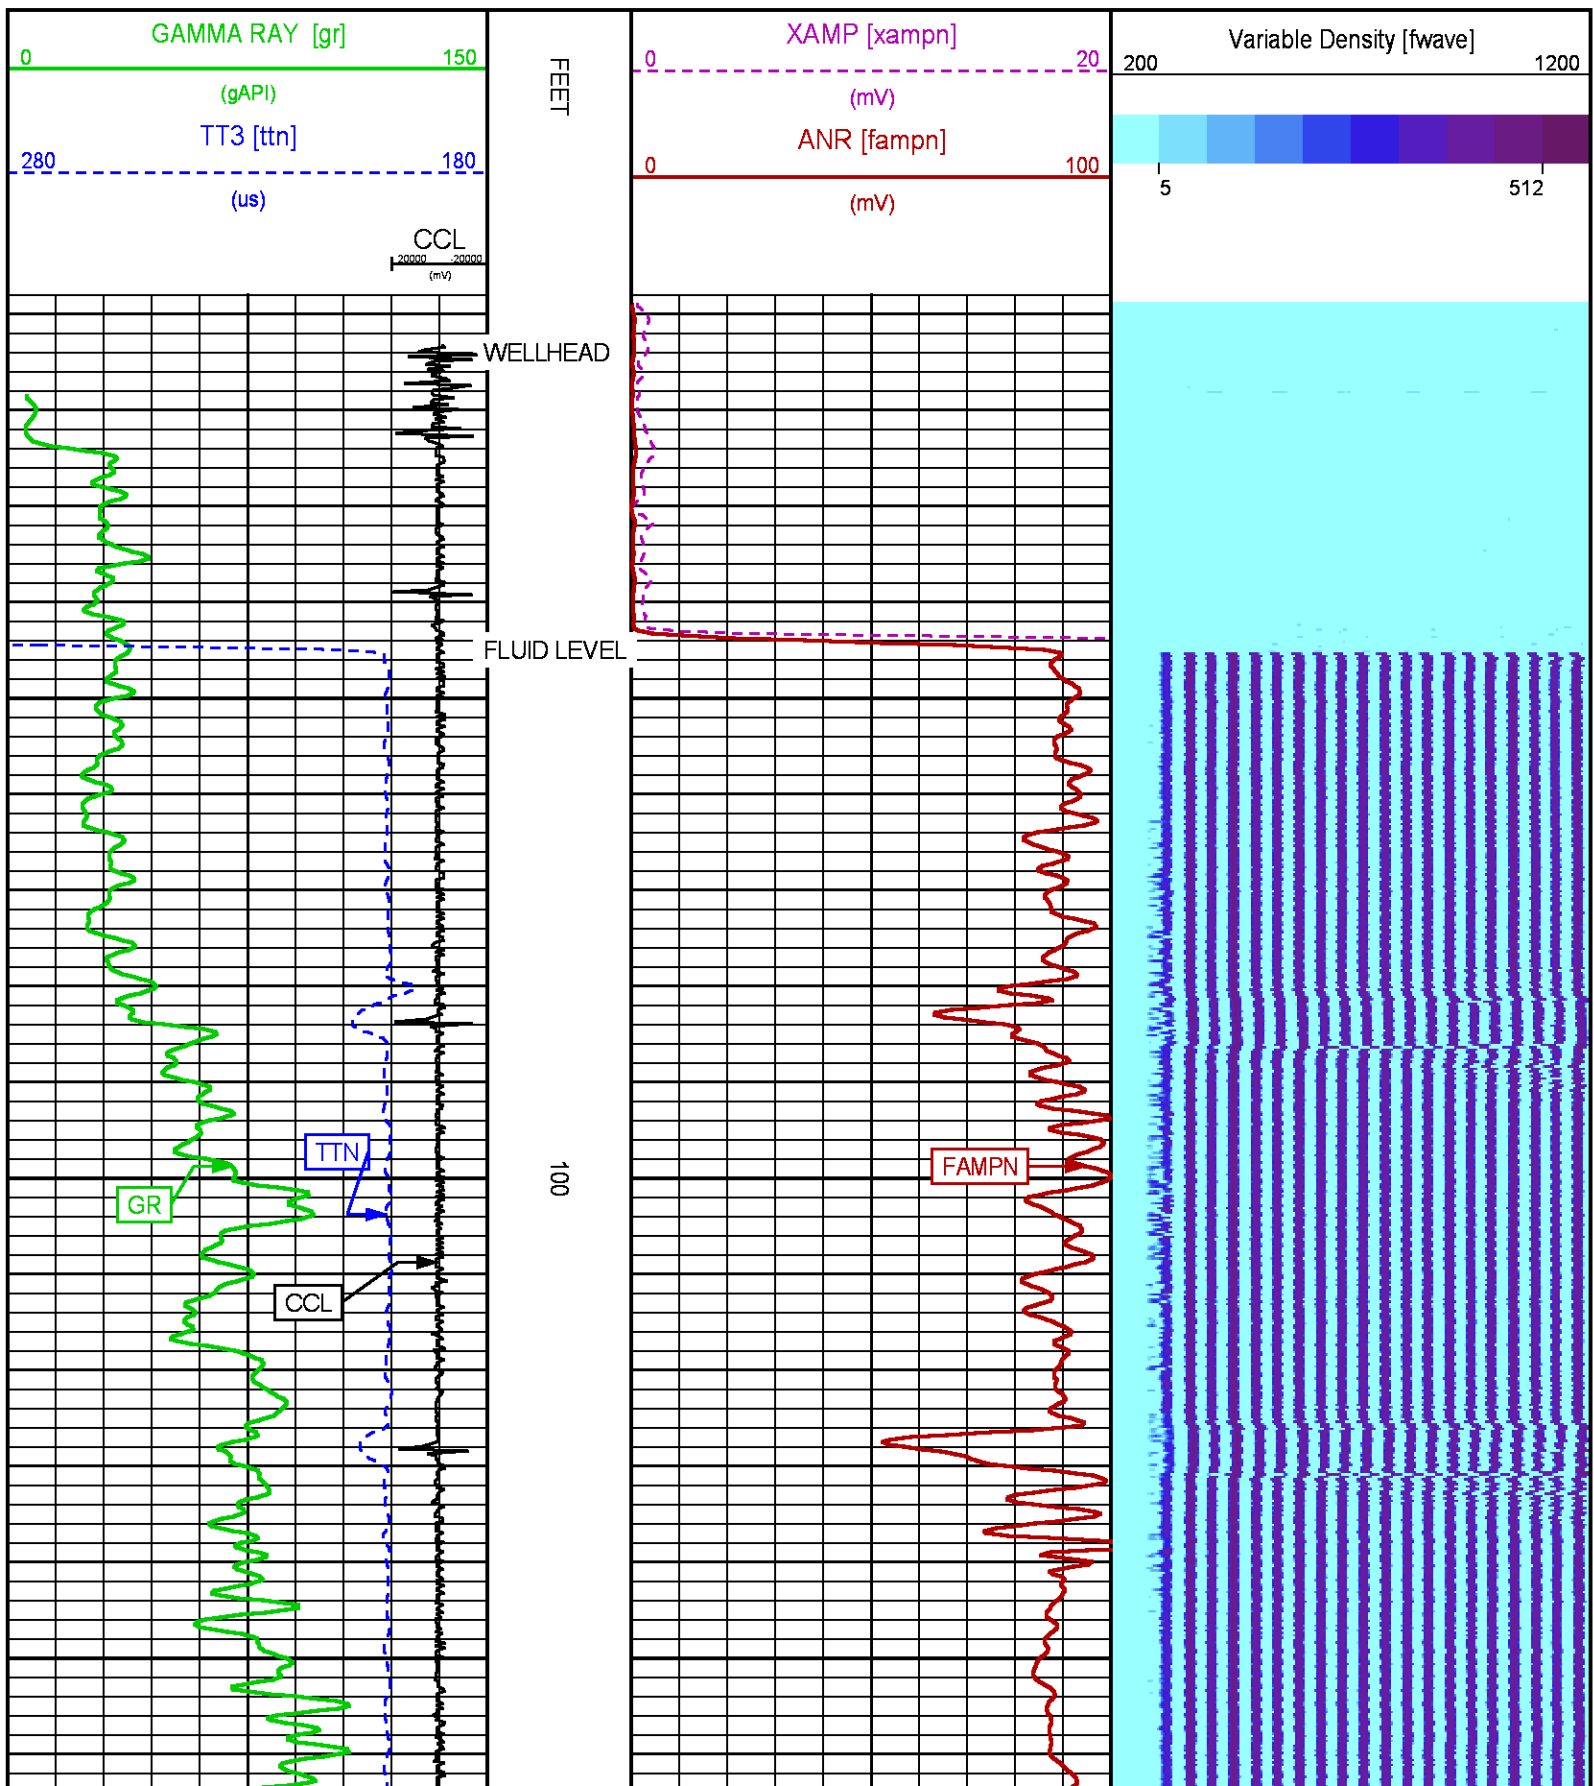 GAMMA RAY [gr]
0 150
(gAPI)
TT3 [ttn]
280 180
(us)
CCL
20000 -20000
(mV)
FEET
XAMP [xampn]
0 20
(mV)
ANR [fampn]
0 100
(mV)
Variable Density [fwave]
200 1200
5 512
WELLHEAD
FLUID LEVEL
TTN
GR
CCL
100
FAMPN